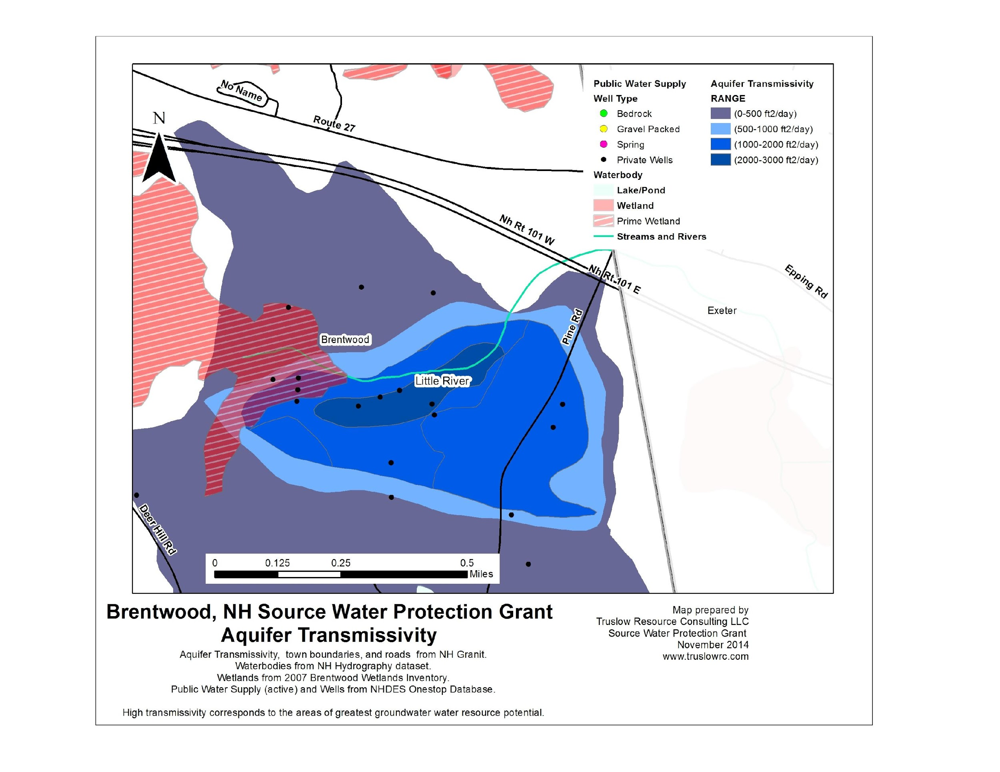 No Name
N
Route 27
Nh Rt 101 W
Nh Rt 101 E
Epping Rd
Exeter
Pine Rd
Brentwood
Little River
Deer Hill Rd
Public Water Supply
Well Type
Bedrock
Gravel Packed
Spring
Private Wells
Waterbody
Lake/Pond
Wetland
Prime Wetland
Streams and Rivers
Aquifer Transmissivity
RANGE
(0-500 ft2/day)
(500-1000 ft2/day)
(1000-2000 ft2/day)
(2000-3000 ft2/day)
0 0.125 0.25 0.5
Miles
Brentwood, NH Source Water Protection Grant
Aquifer Transmissivity
Aquifer Transmissivity, town boundaries, and roads from NH Granit.
Waterbodies from NH Hydrography dataset.
Wetlands from 2007 Brentwood Wetlands Inventory.
Public Water Supply (active) and Wells from NHDES Onestop Database.
High transmissivity corresponds to the areas of greatest groundwater water resource potential.
Map prepared by
Truslow Resource Consulting LLC
Source Water Protection Grant
November 2014
www.truslowrc.com